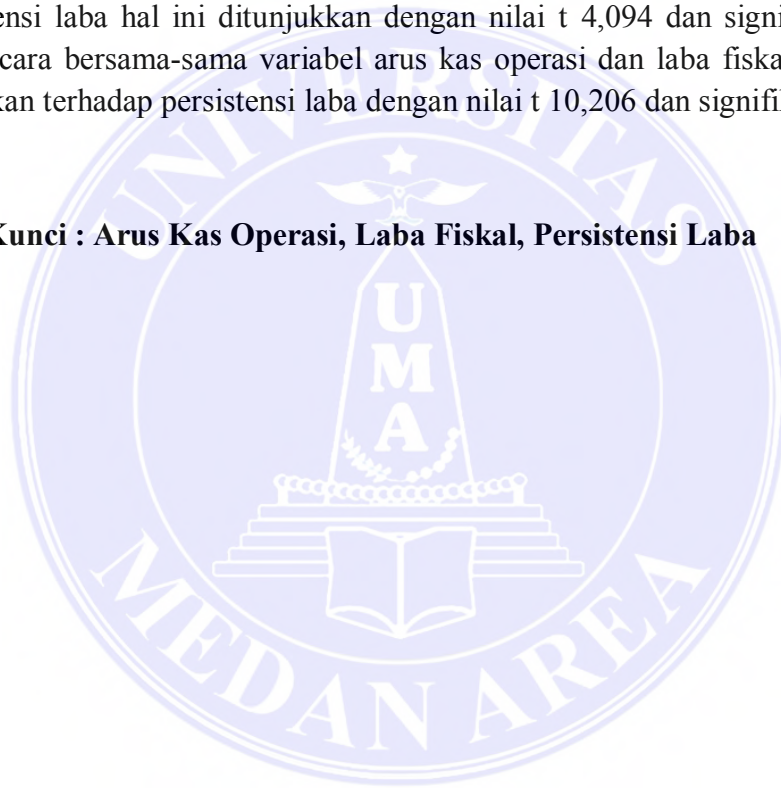 ensi laba hal ini ditunjukkan dengan nilai t 4,094 dan signi
cara bersama-sama variabel arus kas operasi dan laba fiska
kan terhadap persistensi laba dengan nilai t 10,206 dan signifi
Kunci : Arus Kas Operasi, Laba Fiskal, Persistensi Laba
UNIVERSITAS
U
M
A
MEDAN AREA